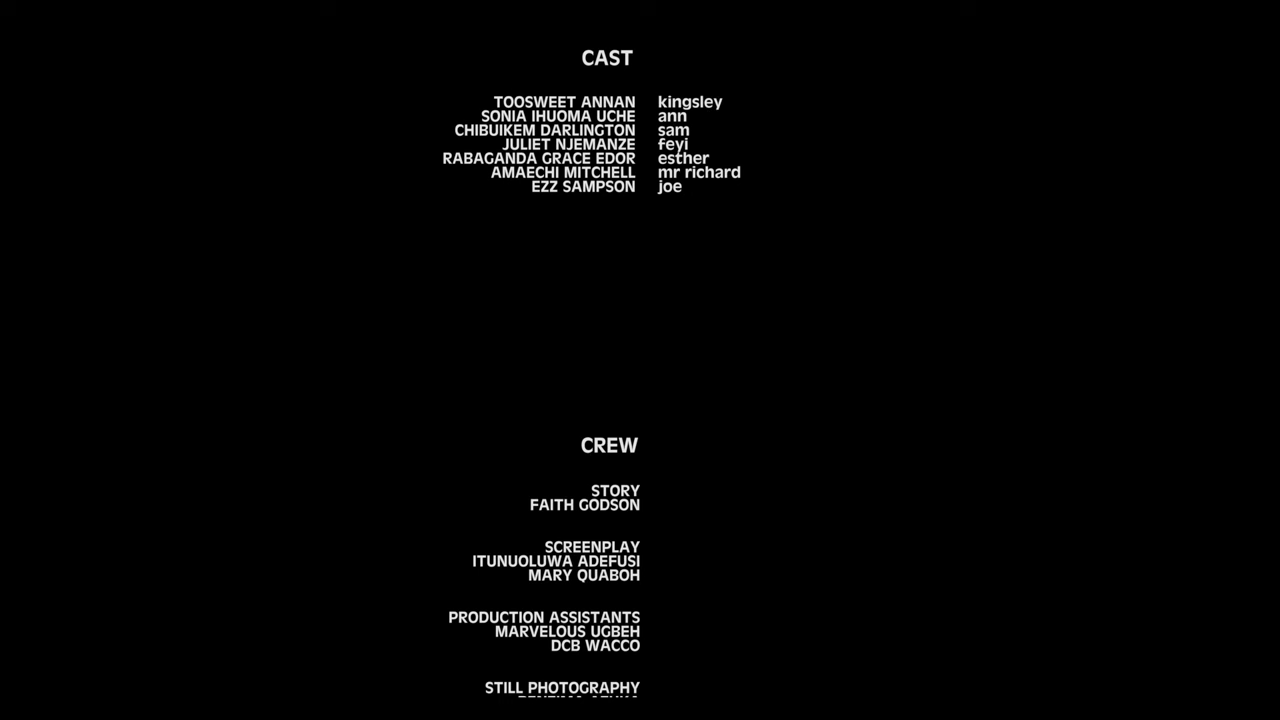 CAST
TOOSWEET ANNAN kingsley
SONIA IHUOMA UCHE ann
CHIBUIKEM DARLINGTON sam
JULIET NJEMANZE feyi
RABAGANDA GRACE EDOR esther
AMAECHI MITCHELL mr richard
EZZ SAMPSON joe
CREW
STORY
FAITH GODSON
SCREENPLAY
ITUNUOLUWA ADEFUSI
MARY QUABOH
PRODUCTION ASSISTANTS
MARVELOUS UGBEH
DCB WACCO
STILL PHOTOGRAPHY